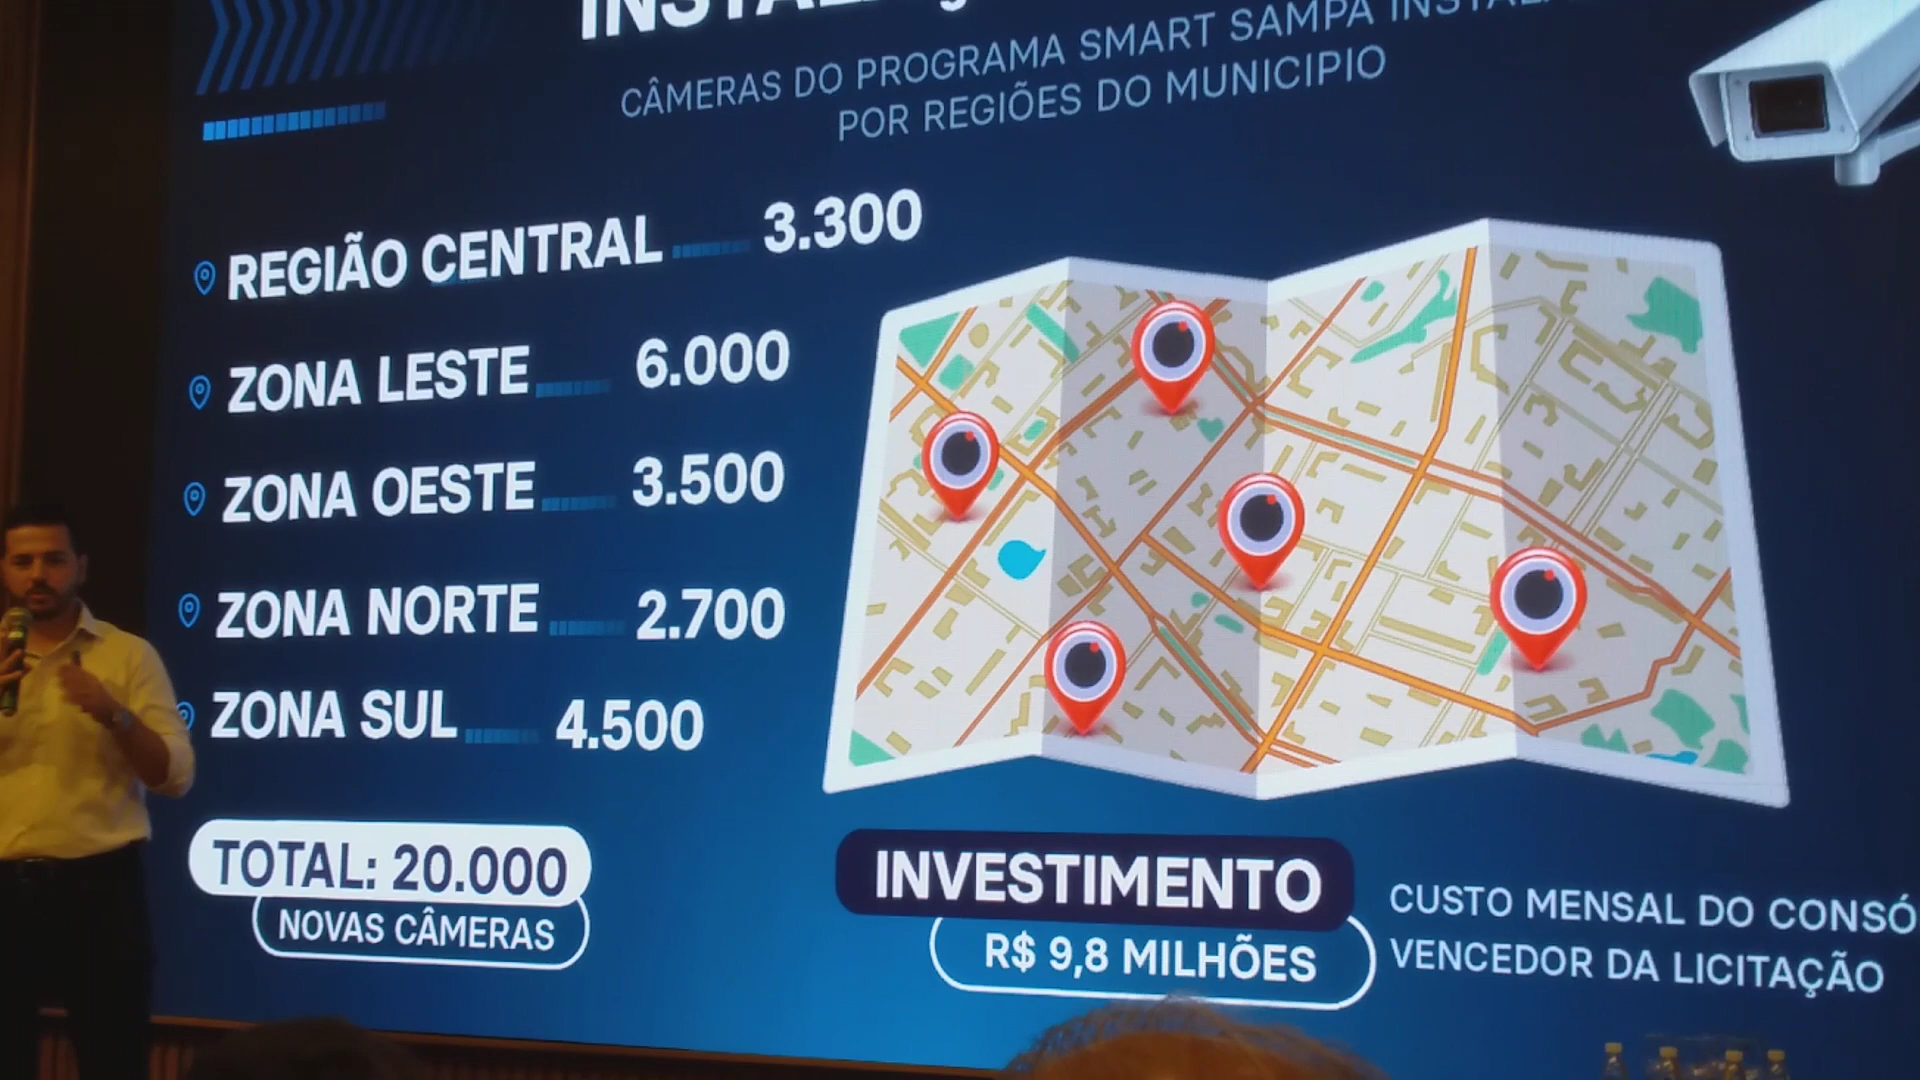 CÂMERAS DO PROGRAMA SMART SAMPA
POR REGIÕES DO MUNICIPIO
REGIÃO CENTRAL 3.300
ZONA LESTE 6.000
ZONA OESTE 3.500
ZONA NORTE 2.700
ZONA SUL 4.500
TOTAL: 20.000
NOVAS CÂMERAS
INVESTIMENTO
R$ 9,8 MILHÕES
CUSTO MENSAL DO
VENCEDOR DA LICITAÇÃO